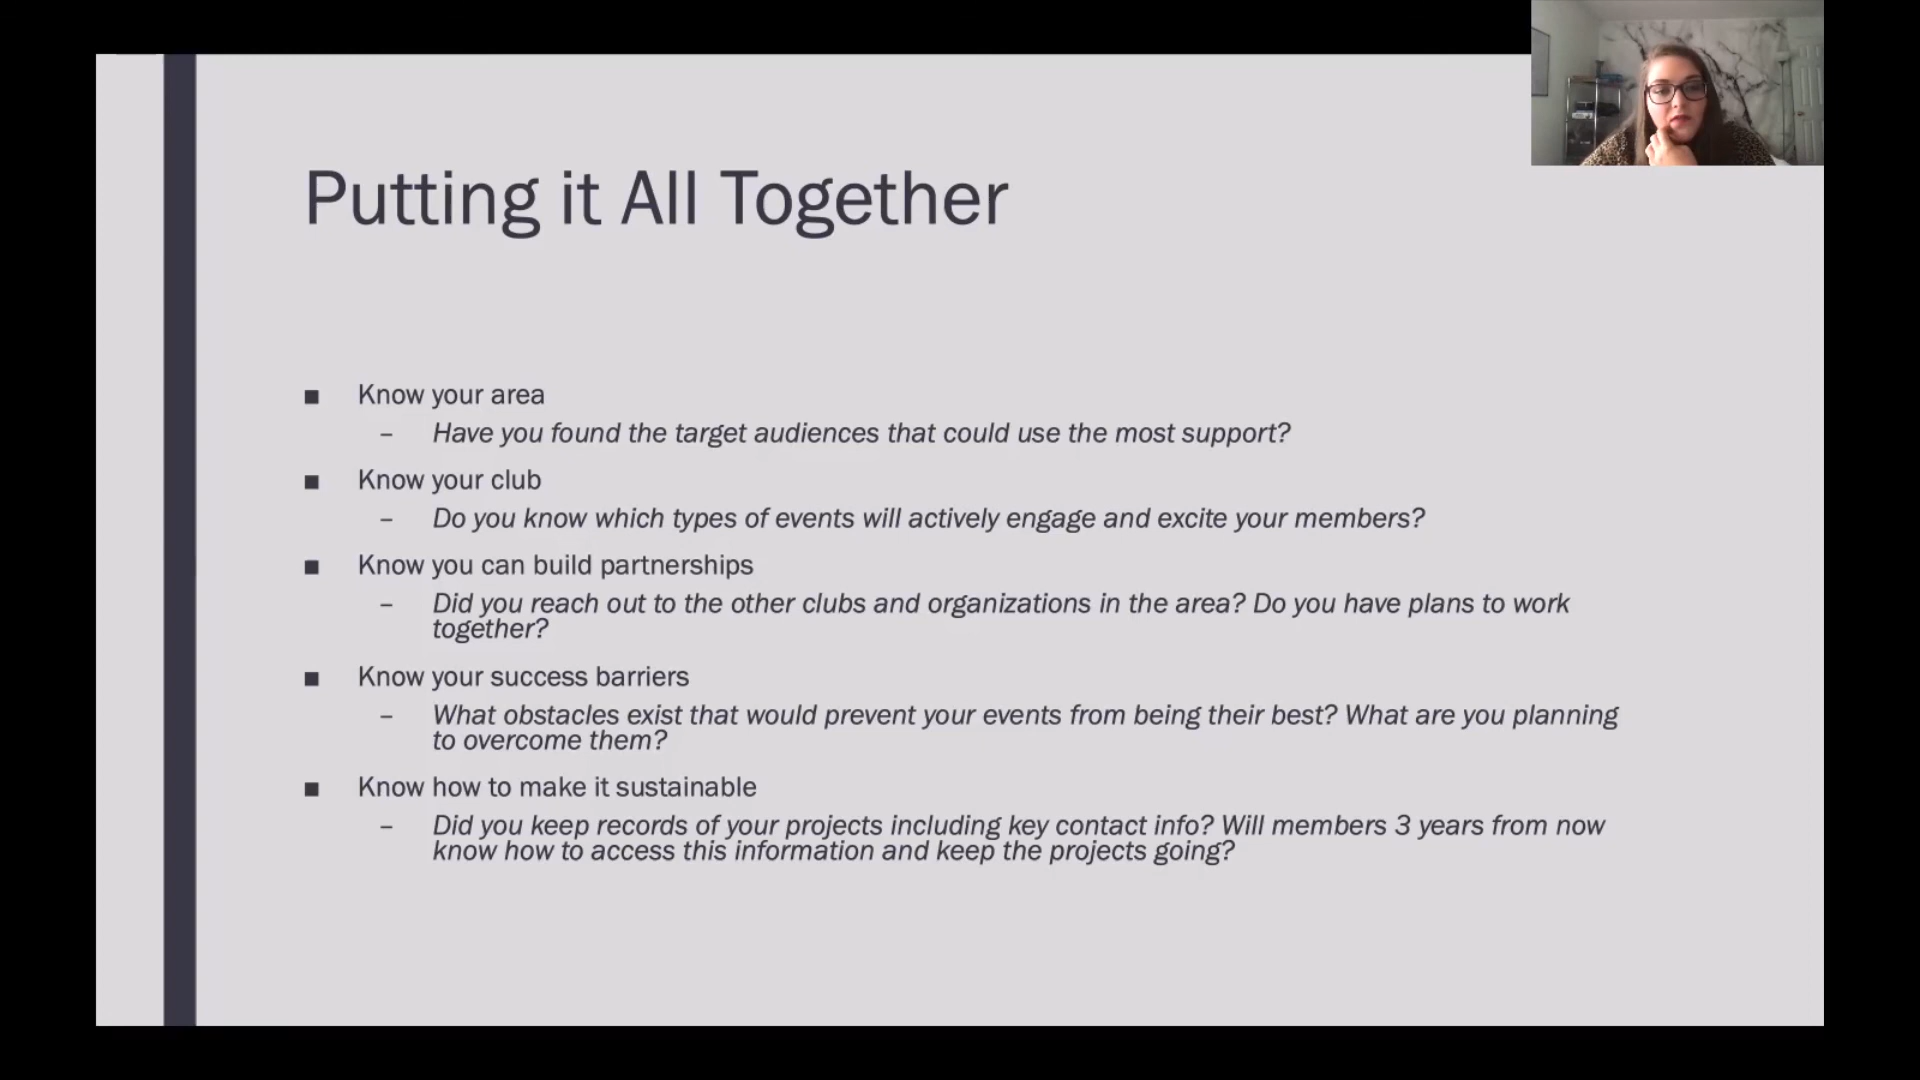 Putting it All Together
■ Know your area
– Have you found the target audiences that could use the most support?
■ Know your club
– Do you know which types of events will actively engage and excite your members?
■ Know you can build partnerships
– Did you reach out to the other clubs and organizations in the area? Do you have plans to work
together?
■ Know your success barriers
– What obstacles exist that would prevent your events from being their best? What are you planning
to overcome them?
■ Know how to make it sustainable
– Did you keep records of your projects including key contact info? Will members 3 years from now
know how to access this information and keep the projects going?